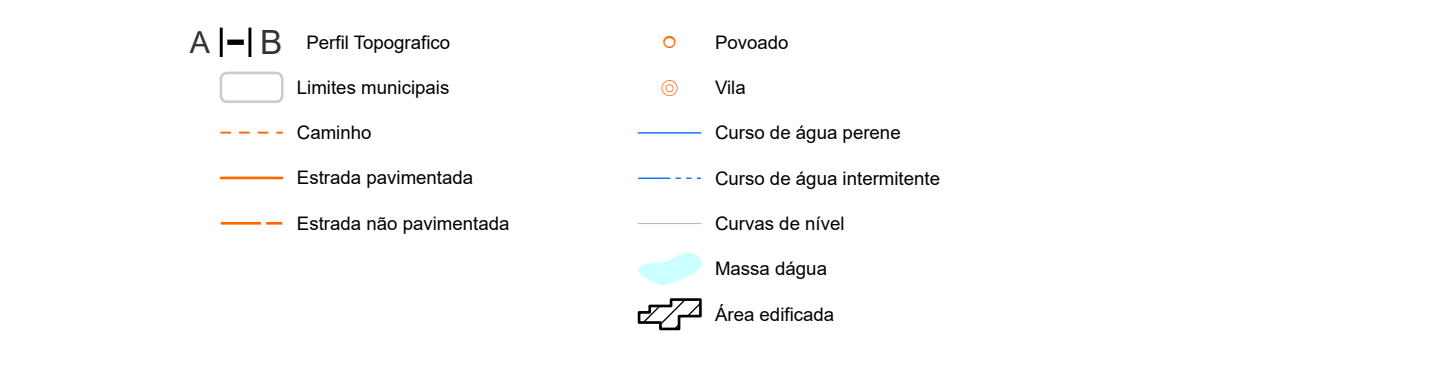 A B Perfil Topografico
Limites municipais
Caminho
Estrada pavimentada
Estrada não pavimentada
Povoado
Vila
Curso de água perene
Curso de água intermitente
Curvas de nível
Massa dágua
Área edificada